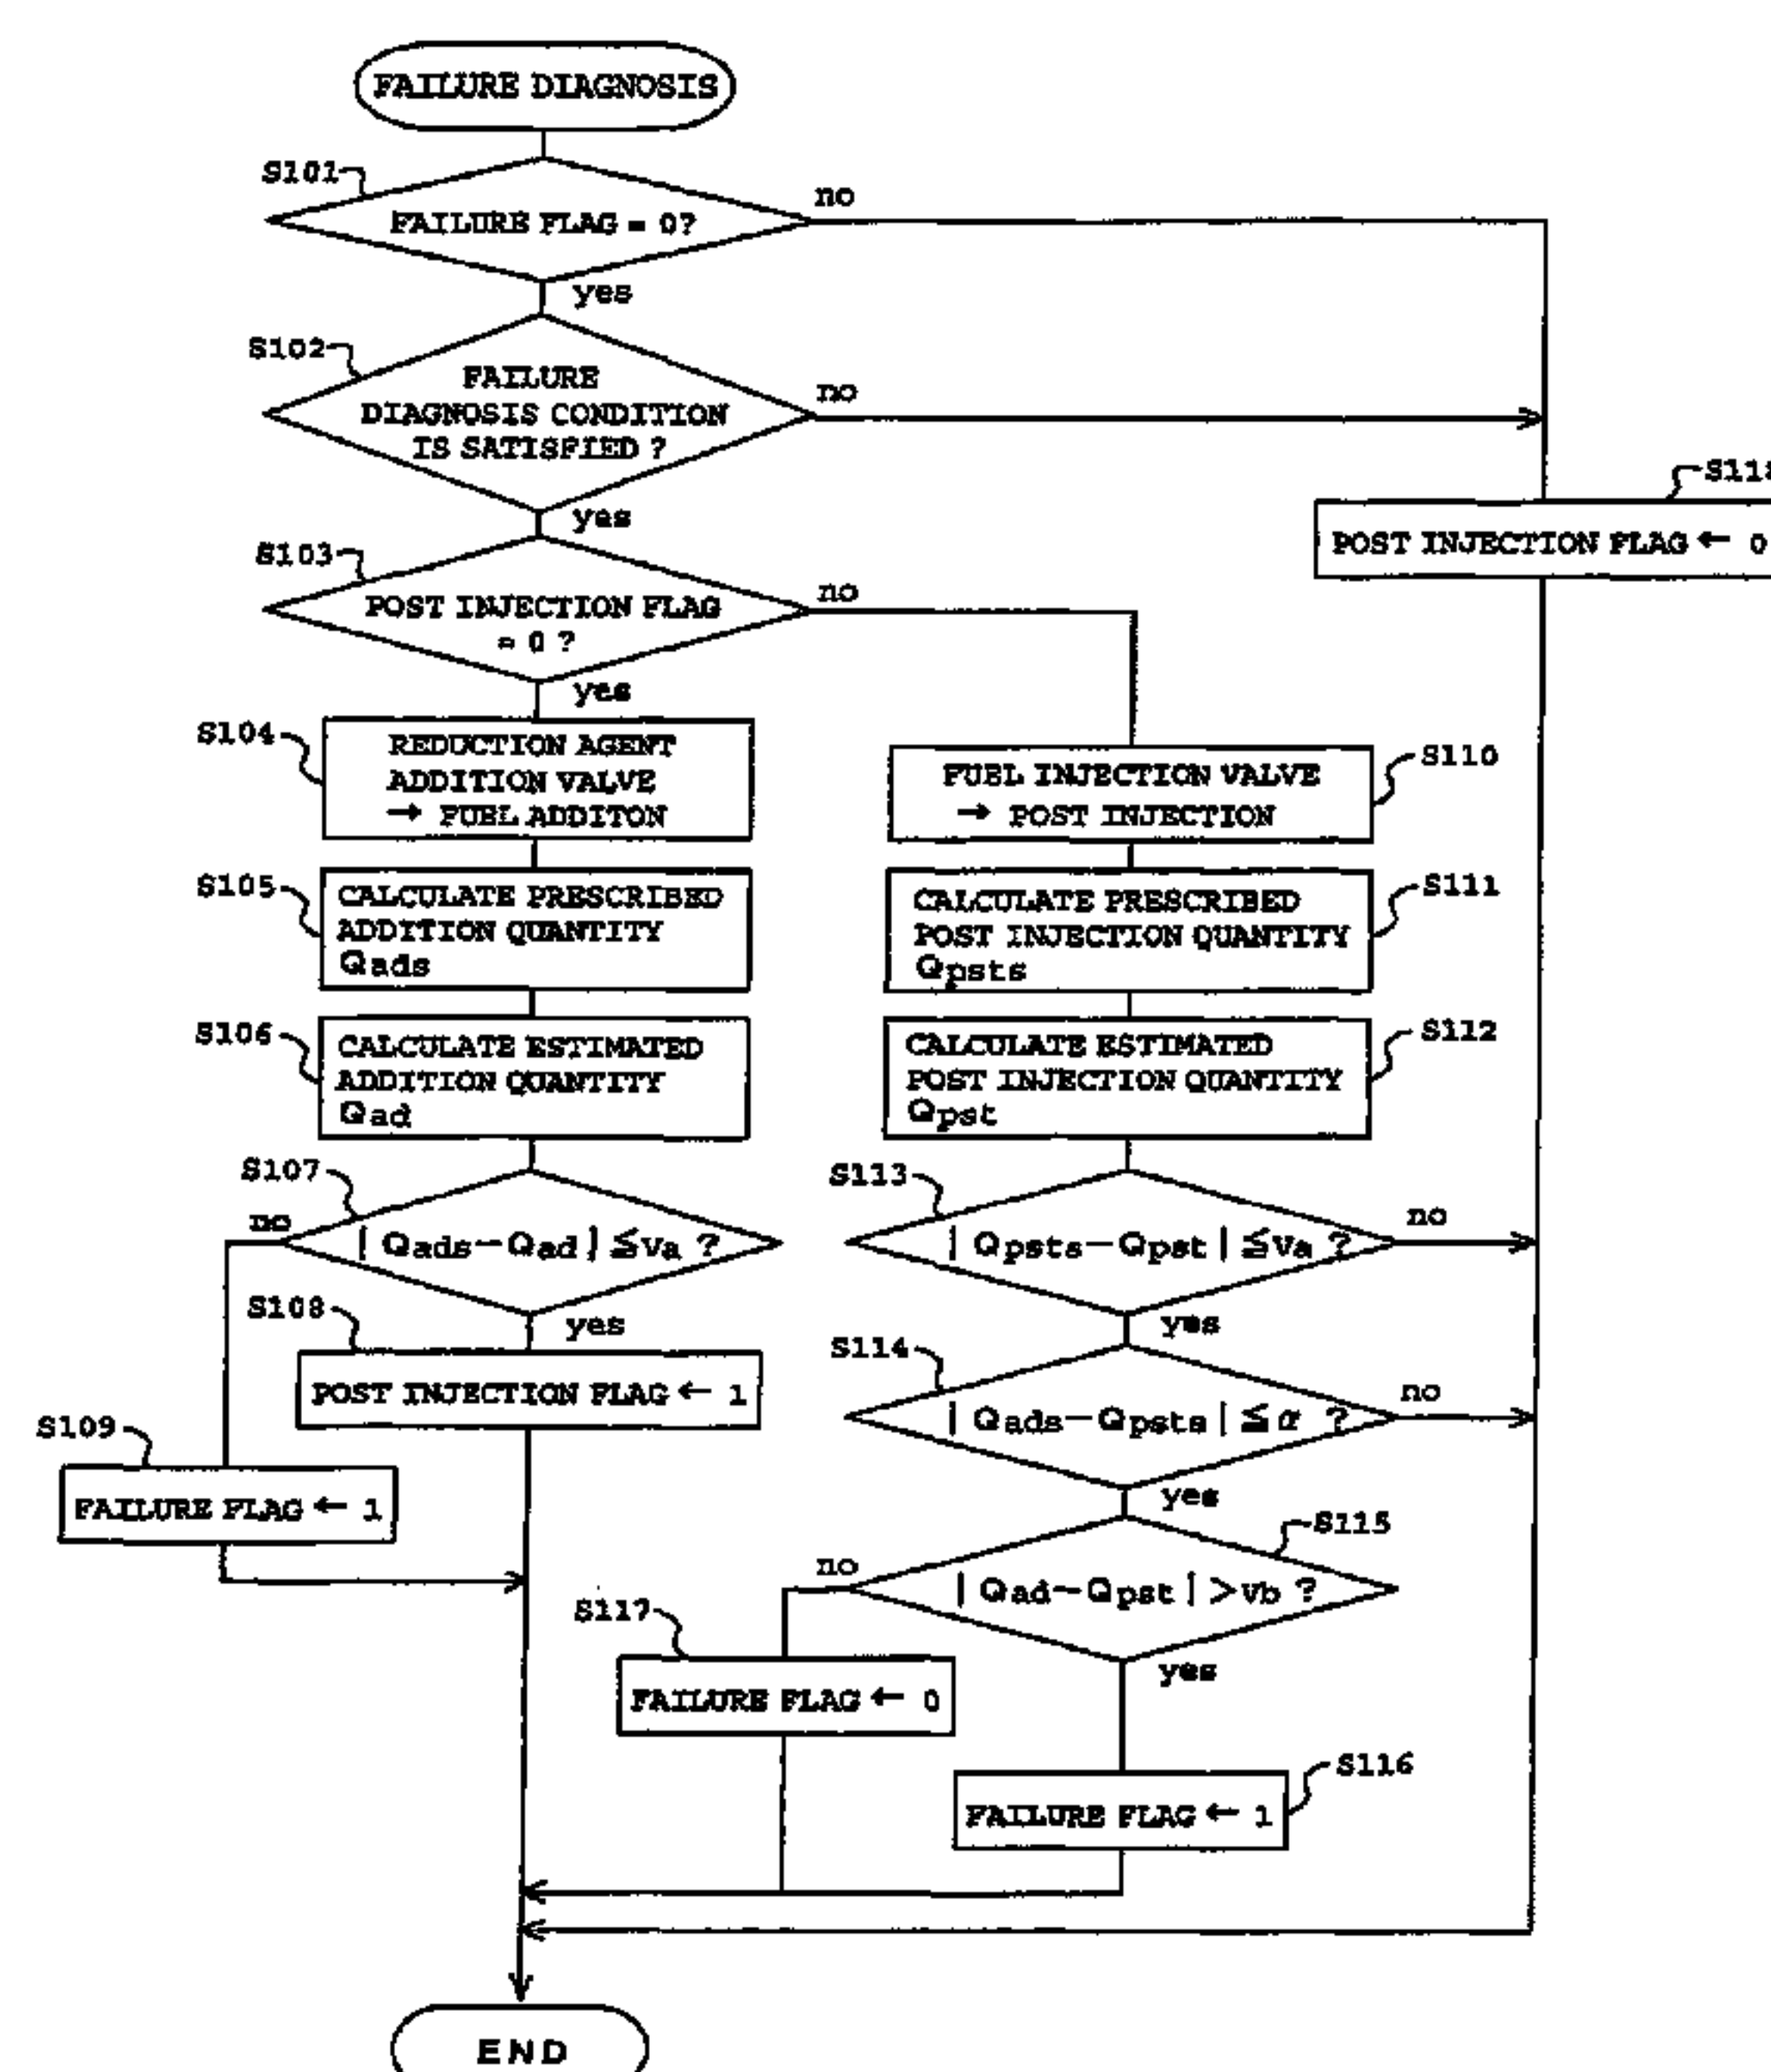 FAILURE DIAGNOSIS
S101
FAILURE FLAG = 0?
no
yes
S102
FAILURE
DIAGNOSIS CONDITION
IS SATISFIED ?
no
yes
S118
POST INJECTION FLAG ← 0
S103
POST INJECTION FLAG
= 0 ?
no
yes
S104
REDUCTION AGENT
ADDITION VALVE
→ FUEL ADDITON
S110
FUEL INJECTION VALVE
→ POST INJECTION
S105
CALCULATE PRESCRIBED
ADDITION QUANTITY
Qads
S111
CALCULATE PRESCRIBED
POST INJECTION QUANTITY
Qpsts
S106
CALCULATE ESTIMATED
ADDITION QUANTITY
Qad
S112
CALCULATE ESTIMATED
POST INJECTION QUANTITY
Qpst
S107
no
| Qads－Qad | ≦Va ?
yes
S113
| Qpsts－Qpst | ≦Va ?
no
yes
S108
POST INJECTION FLAG ← 1
S114
| Qads－Qpsts | ≦α ?
no
yes
S109
FAILURE FLAG ← 1
S115
no
| Qad－Qpst | >Vb ?
yes
S117
FAILURE FLAG ← 0
S116
FAILURE FLAG ← 1
END